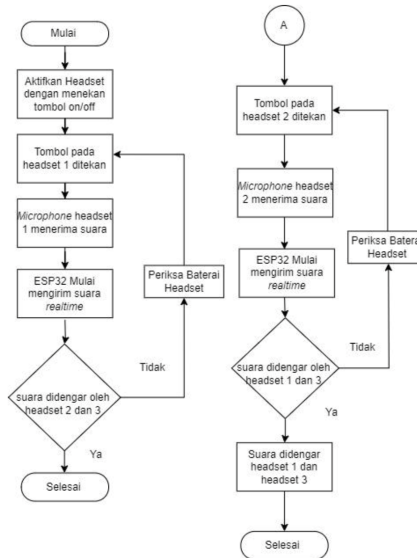 Mulai
Aktifkan Headset
dengan menekan
tombol on/off
Tombol pada
headset 1 ditekan
Microphone headset
1 menerima suara
ESP32 Mulai
mengirim suara
realtime
Periksa Baterai
Headset
Tidak
suara didengar oleh
headset 2 dan 3
Ya
Selesai
A
Tombol pada
headset 2 ditekan
Microphone headset
2 menerima suara
ESP32 Mulai
mengirim suara
realtime
Periksa Baterai
Headset
Tidak
suara didengar oleh
headset 1 dan 3
Ya
Suara didengar
headset 1 dan
headset 3
Selesai